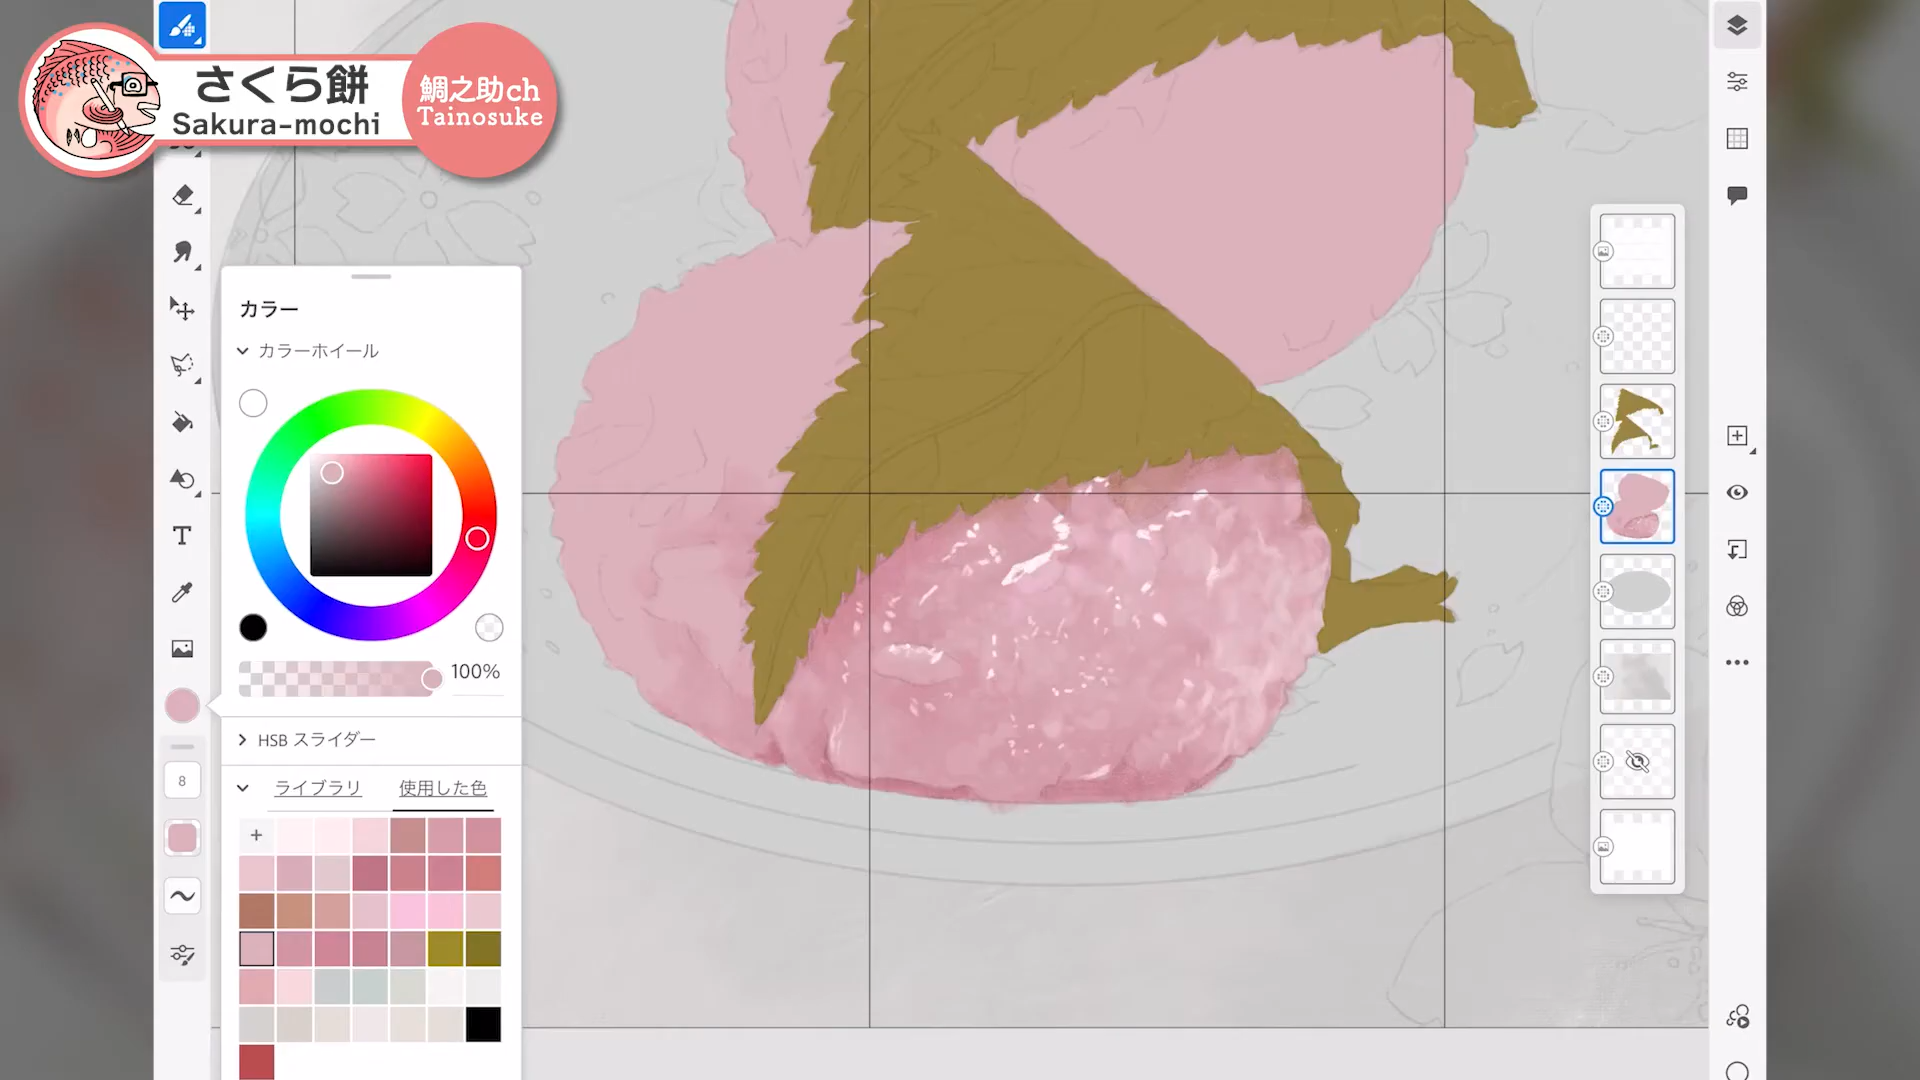 さくら餅
Sakura-mochi
鯛之助ch
Tainosuke
カラー
カラーホイール
100%
HSB スライダー
ライブラリ
使用した色
8